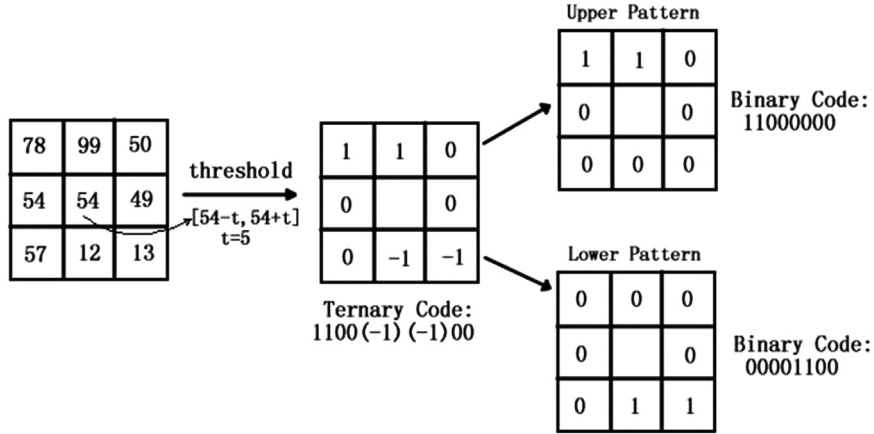 78 99 50
54 54 49
57 12 13
threshold
[54-t,54+t]
t=5
1 1 0
0 0
0 -1 -1
Ternary Code:
1100(-1)(-1)00
Upper Pattern
1 1 0
0 0
0 0 0
Binary Code:
11000000
Lower Pattern
0 0 0
0 0
0 1 1
Binary Code:
00001100